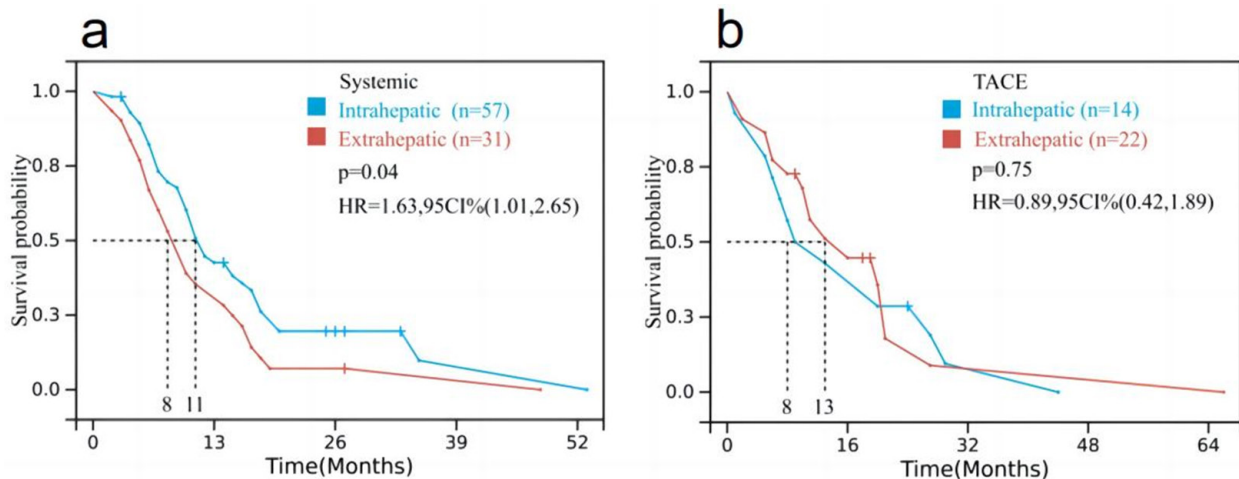 a
Systemic
Intrahepatic (n=57)
Extrahepatic (n=31)
p=0.04
HR=1.63,95CI%(1.01,2.65)
Survival probability
1.0
0.8
0.5
0.3
0.0
8 11
0 13 26 39 52
Time(Months)
b
TACE
Intrahepatic (n=14)
Extrahepatic (n=22)
p=0.75
HR=0.89,95CI%(0.42,1.89)
Survival probability
1.0
0.8
0.5
0.3
0.0
8 13
0 16 32 48 64
Time(Months)